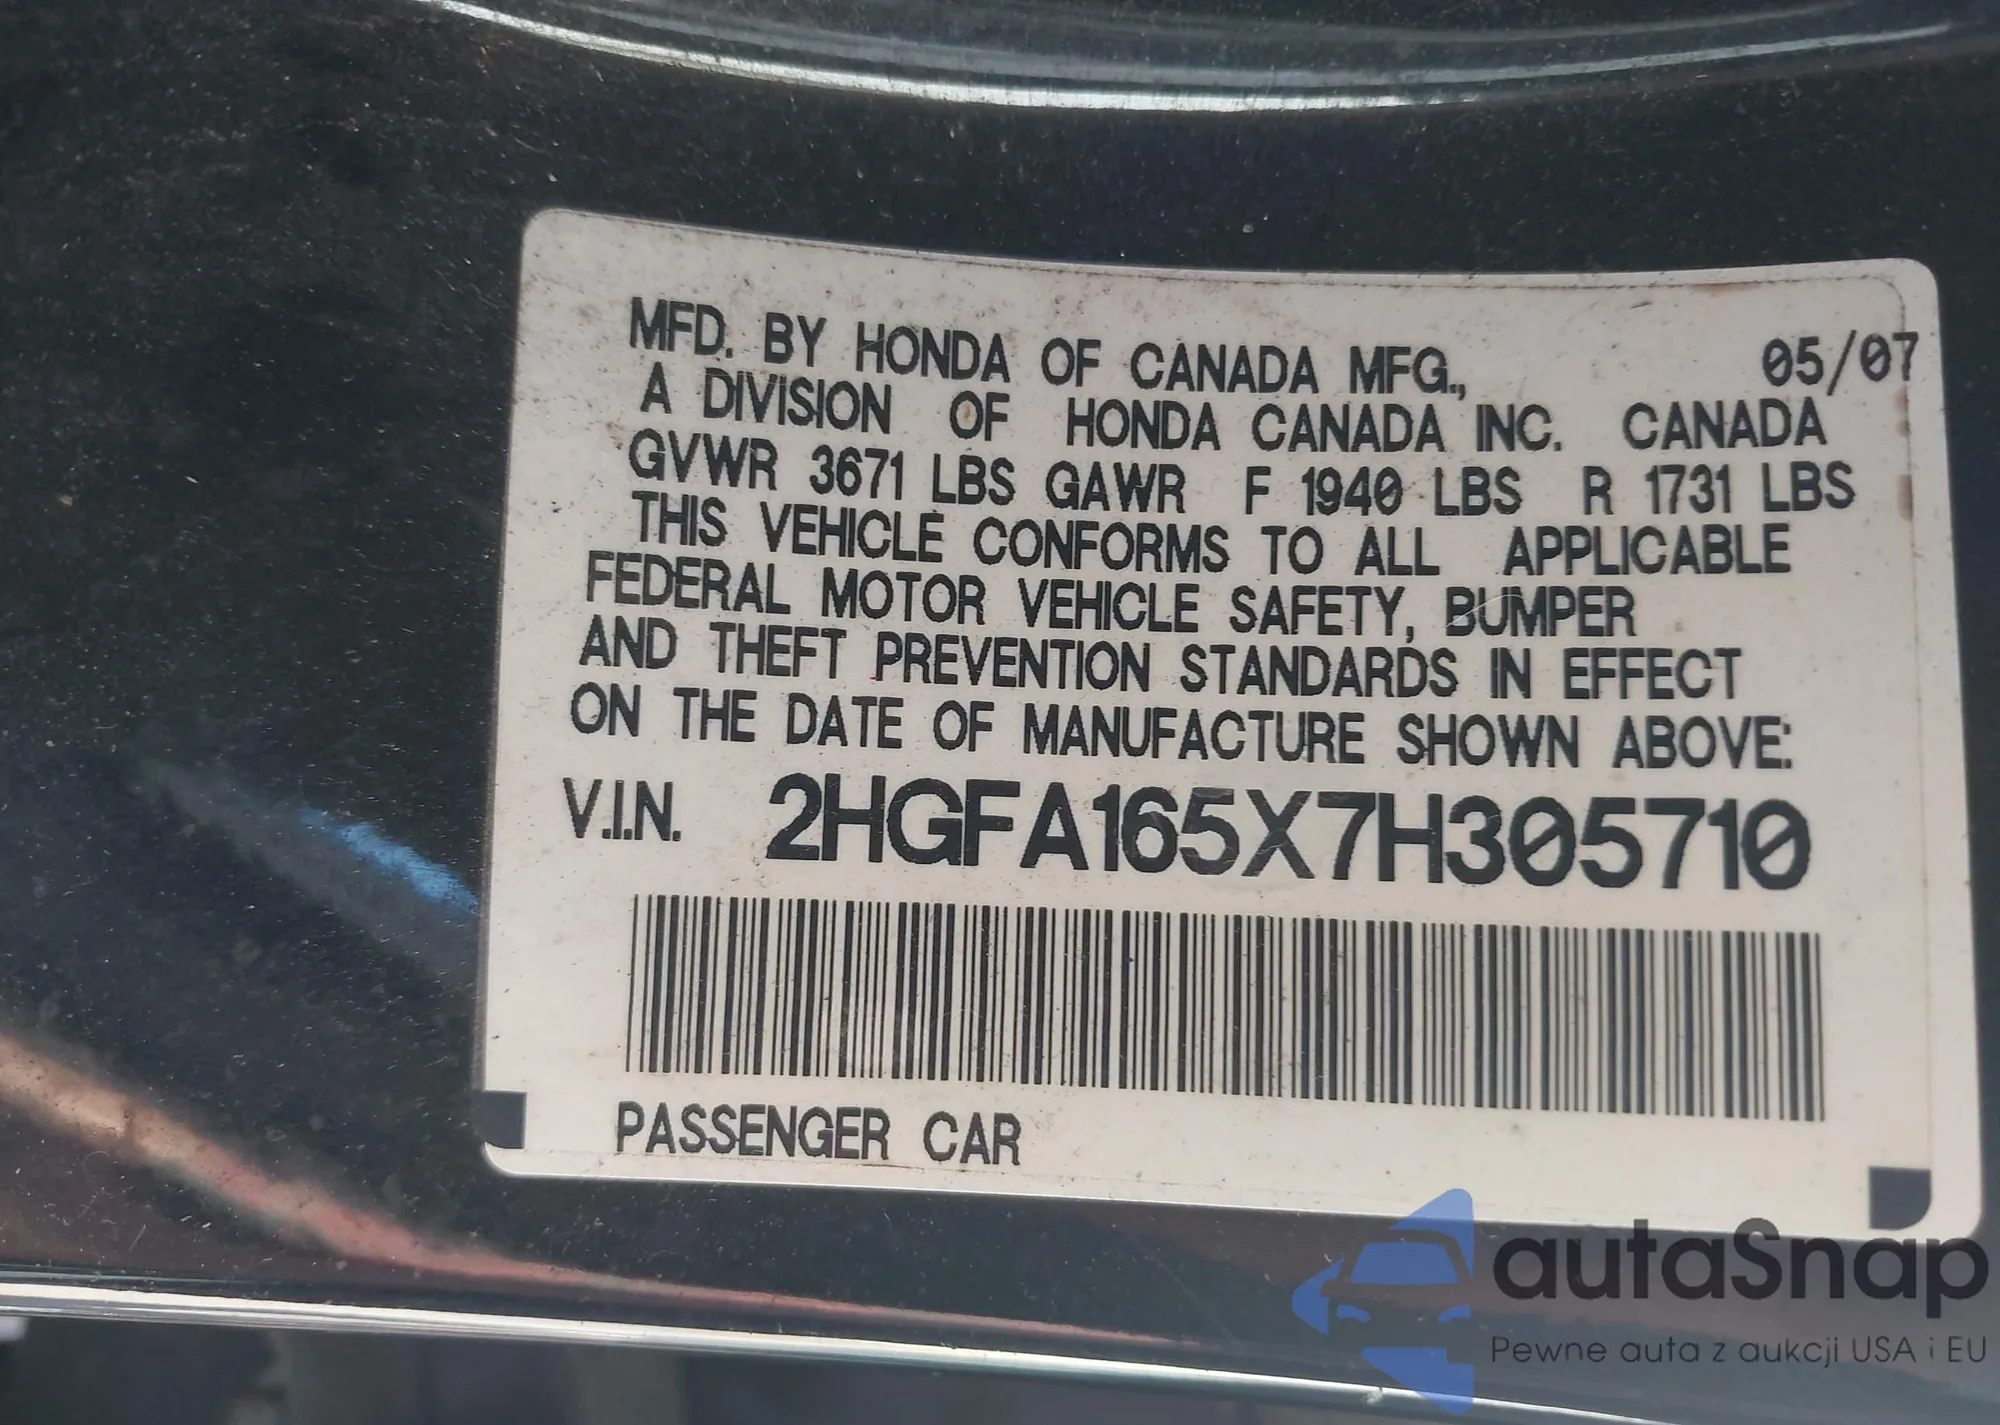 MFD. BY HONDA OF CANADA MFG., 05/07
A DIVISION OF HONDA CANADA INC. CANADA
GVWR 3671 LBS GAWR F 1940 LBS R 1731 LBS
THIS VEHICLE CONFORMS TO ALL APPLICABLE
FEDERAL MOTOR VEHICLE SAFETY, BUMPER
AND THEFT PREVENTION STANDARDS IN EFFECT
ON THE DATE OF MANUFACTURE SHOWN ABOVE:
V.I.N. 2HGFA165X7H305710
PASSENGER CAR
autaSnap
Pewne auta z aukcji USA i EU